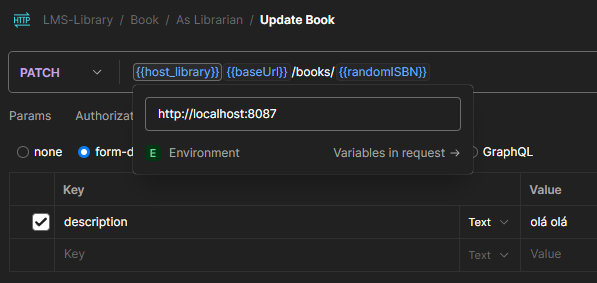 HTTP LMS-Library / Book / As Librarian / Update Book
PATCH {{host_library}} {{baseUrl}} /books/ {{randomISBN}}
Params Authorizat
http://localhost:8087
E Environment Variables in request →
none form-d GraphQL
Key Value
description Text olá olá
Key Text Value